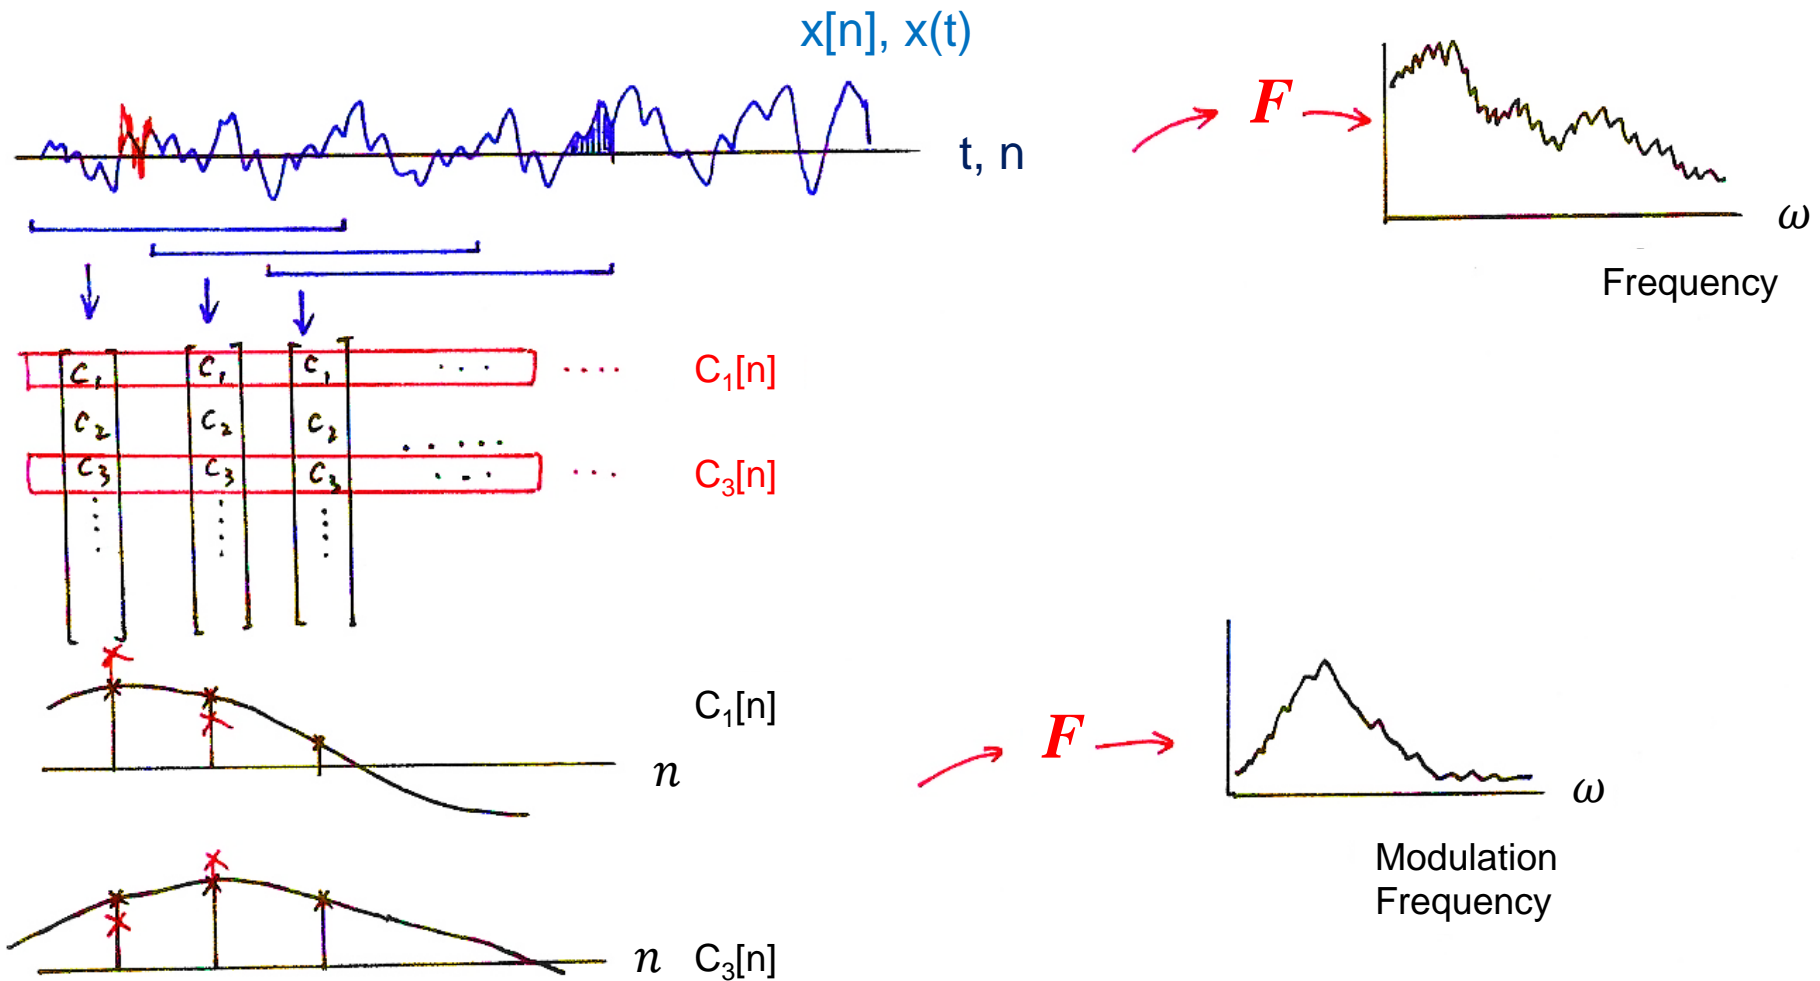 x[n], x(t)
t, n
F
ω
Frequency
C₁ C₁ C₁ ... .... C₁[n]
C₂ C₂ C₂ .. ....
C₃ C₃ C₃ ... ... C₃[n]
C₁[n]
n
F
ω
Modulation
Frequency
n C₃[n]